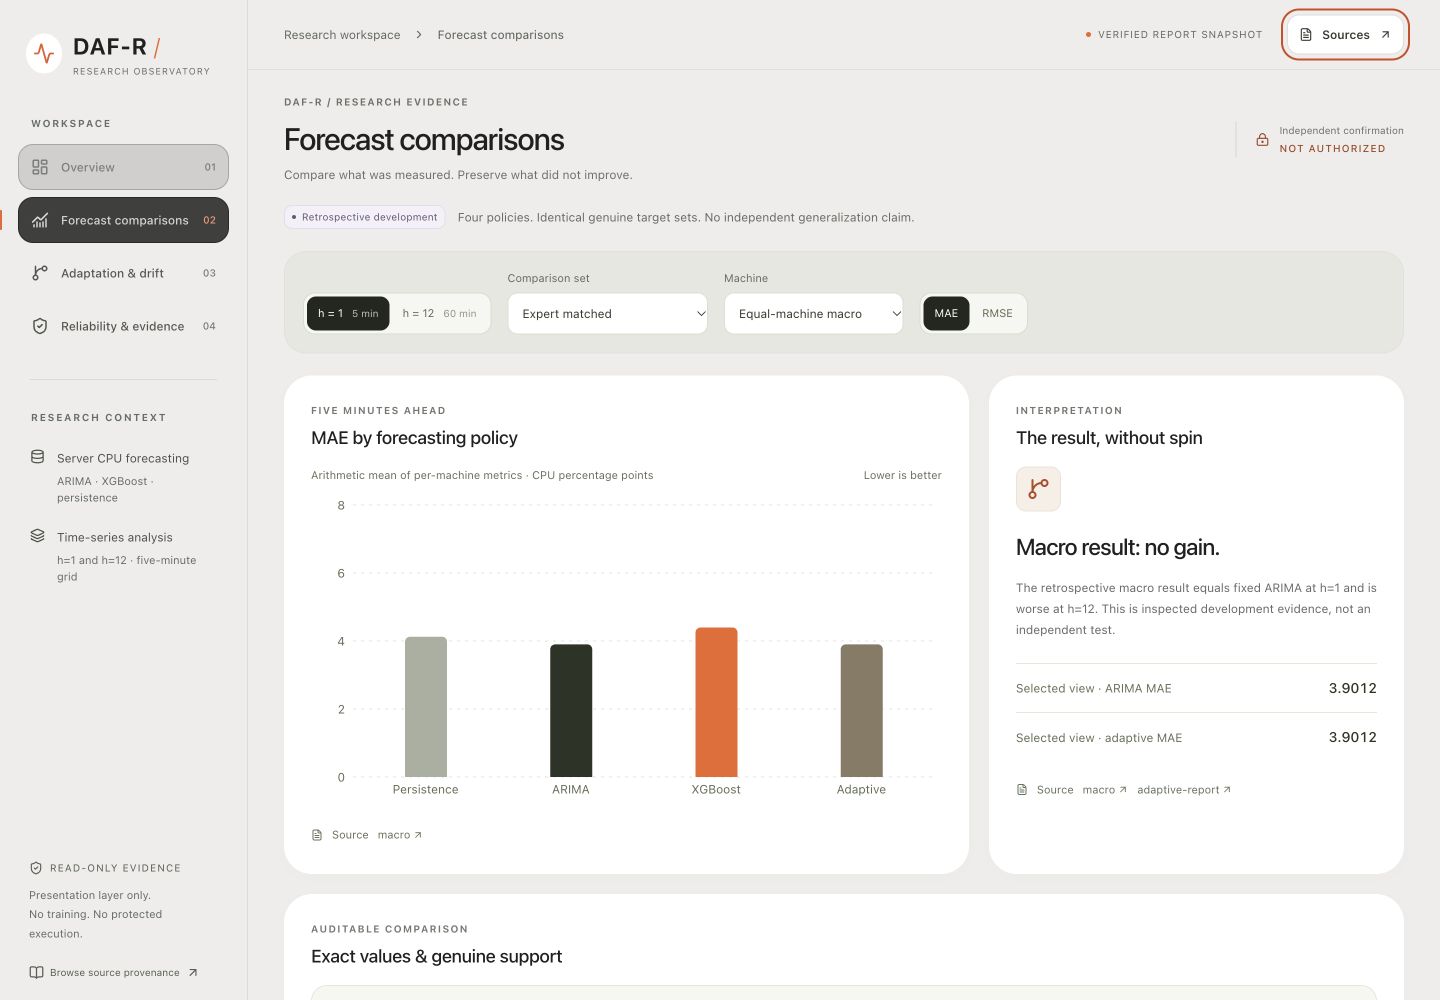 DAF-R /
RESEARCH OBSERVATORY
WORKSPACE
Overview 01
Forecast comparisons 02
Adaptation & drift 03
Reliability & evidence 04
RESEARCH CONTEXT
Server CPU forecasting
ARIMA · XGBoost ·
persistence
Time-series analysis
h=1 and h=12 · five-minute
grid
READ-ONLY EVIDENCE
Presentation layer only.
No training. No protected
execution.
Browse source provenance
Research workspace > Forecast comparisons
VERIFIED REPORT SNAPSHOT
Sources
DAF-R / RESEARCH EVIDENCE
Forecast comparisons
Compare what was measured. Preserve what did not improve.
Independent confirmation
NOT AUTHORIZED
Retrospective development
Four policies. Identical genuine target sets. No independent generalization claim.
h = 1 5 min h = 12 60 min
Comparison set
Expert matched
Machine
Equal-machine macro
MAE RMSE
FIVE MINUTES AHEAD
MAE by forecasting policy
Arithmetic mean of per-machine metrics · CPU percentage points
Lower is better
8
6
4
2
0
Persistence ARIMA XGBoost Adaptive
Source macro
INTERPRETATION
The result, without spin
Macro result: no gain.
The retrospective macro result equals fixed ARIMA at h=1 and is
worse at h=12. This is inspected development evidence, not an
independent test.
Selected view · ARIMA MAE 3.9012
Selected view · adaptive MAE 3.9012
Source macro adaptive-report
AUDITABLE COMPARISON
Exact values & genuine support